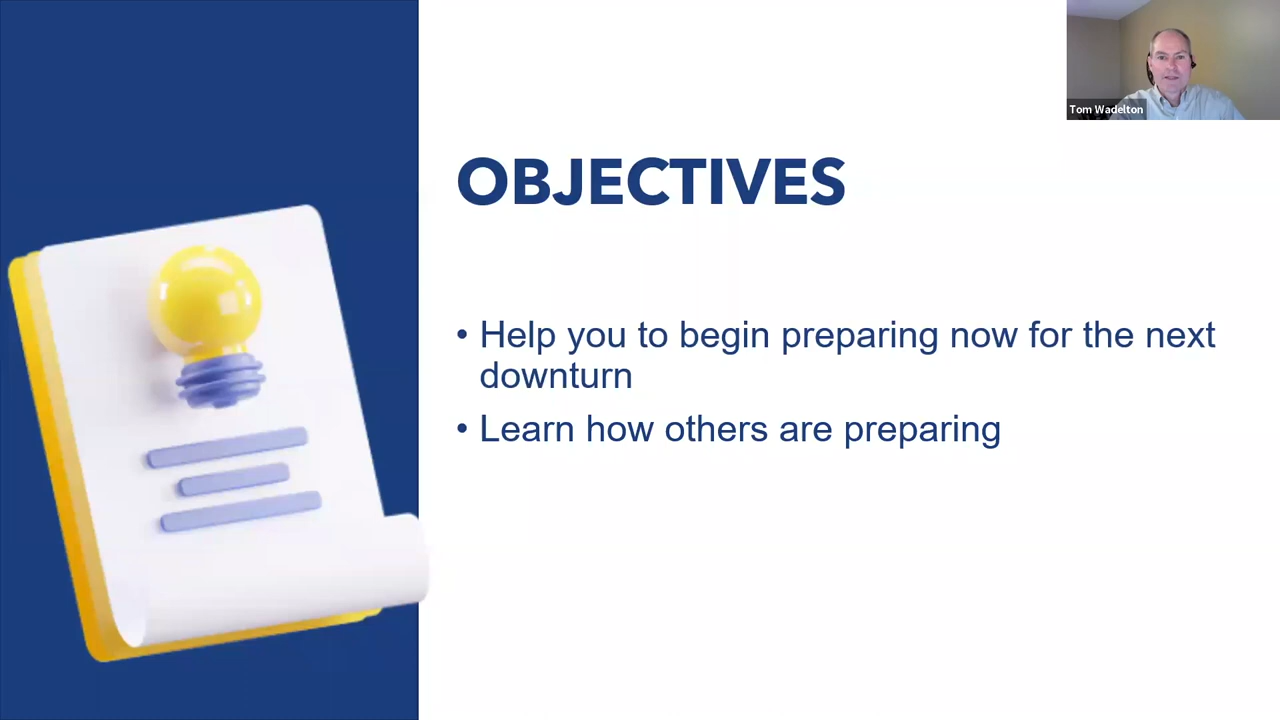 Tom Wadelton
OBJECTIVES
• Help you to begin preparing now for the next
downturn
• Learn how others are preparing